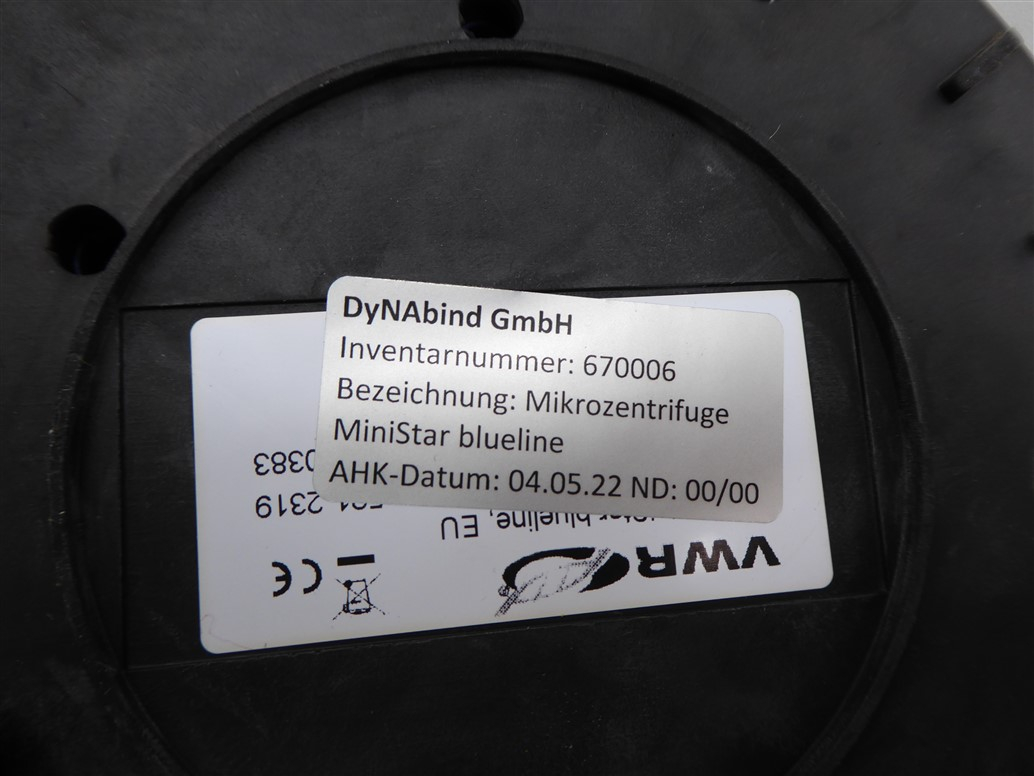 DyNAbind GmbH
Inventarnummer: 670006
Bezeichnung: Mikrozentrifuge
MiniStar blueline
AHK-Datum: 04.05.22 ND: 00/00
VWR
CE
blueline, EU
2319